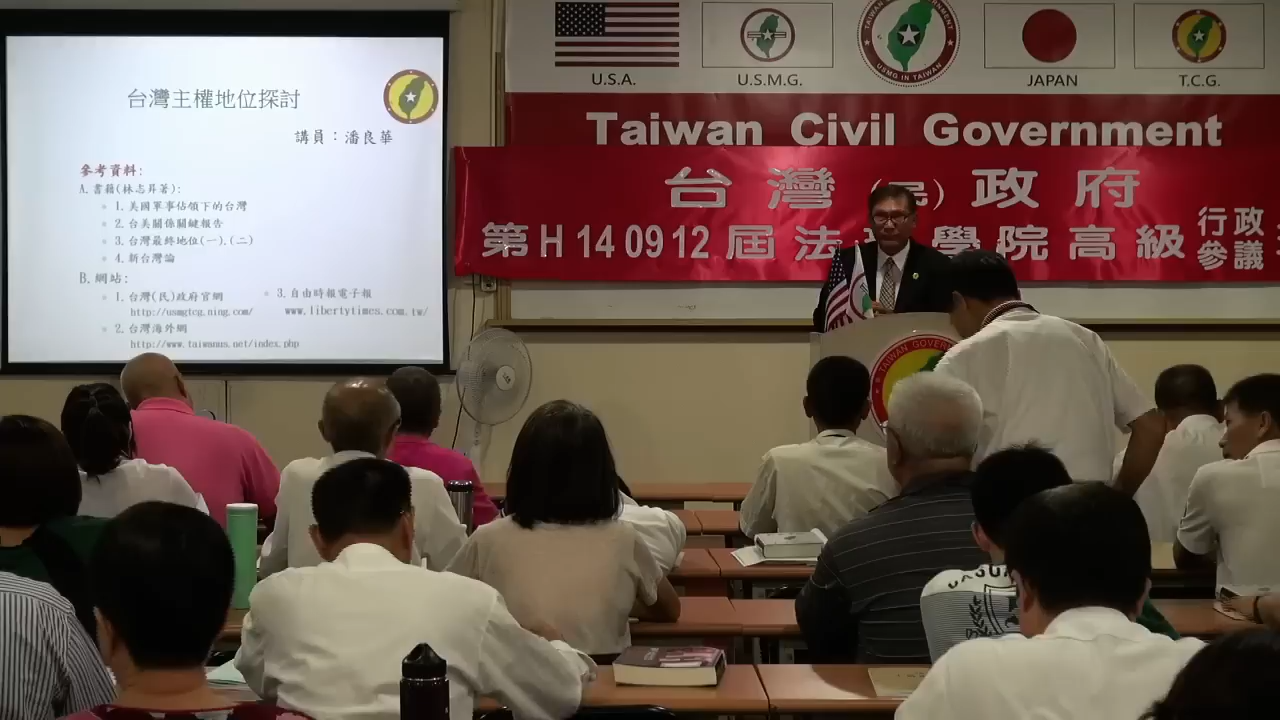 台灣主權地位探討
講員：潘良華
參考資料:
A.書籍(林志昇著):
1.美國軍事佔領下的台灣
2.台美關係關鍵報告
3.台灣最終地位(一).(二)
4.新台灣論
B.網站:
1.台灣(民)政府官網
http://usmgtcg.ning.com/
3.自由時報電子報
www.libertytimes.com.tw/
2.台灣海外網
http://www.taiwanus.net/index.php
U.S.A.
U.S.M.G.
USMG IN TAIWAN
JAPAN
T.C.G.
Taiwan Civil Government
台灣(民)政府
第H140912屆法 學院高級 行政
參議
TAIWAN GOVERN